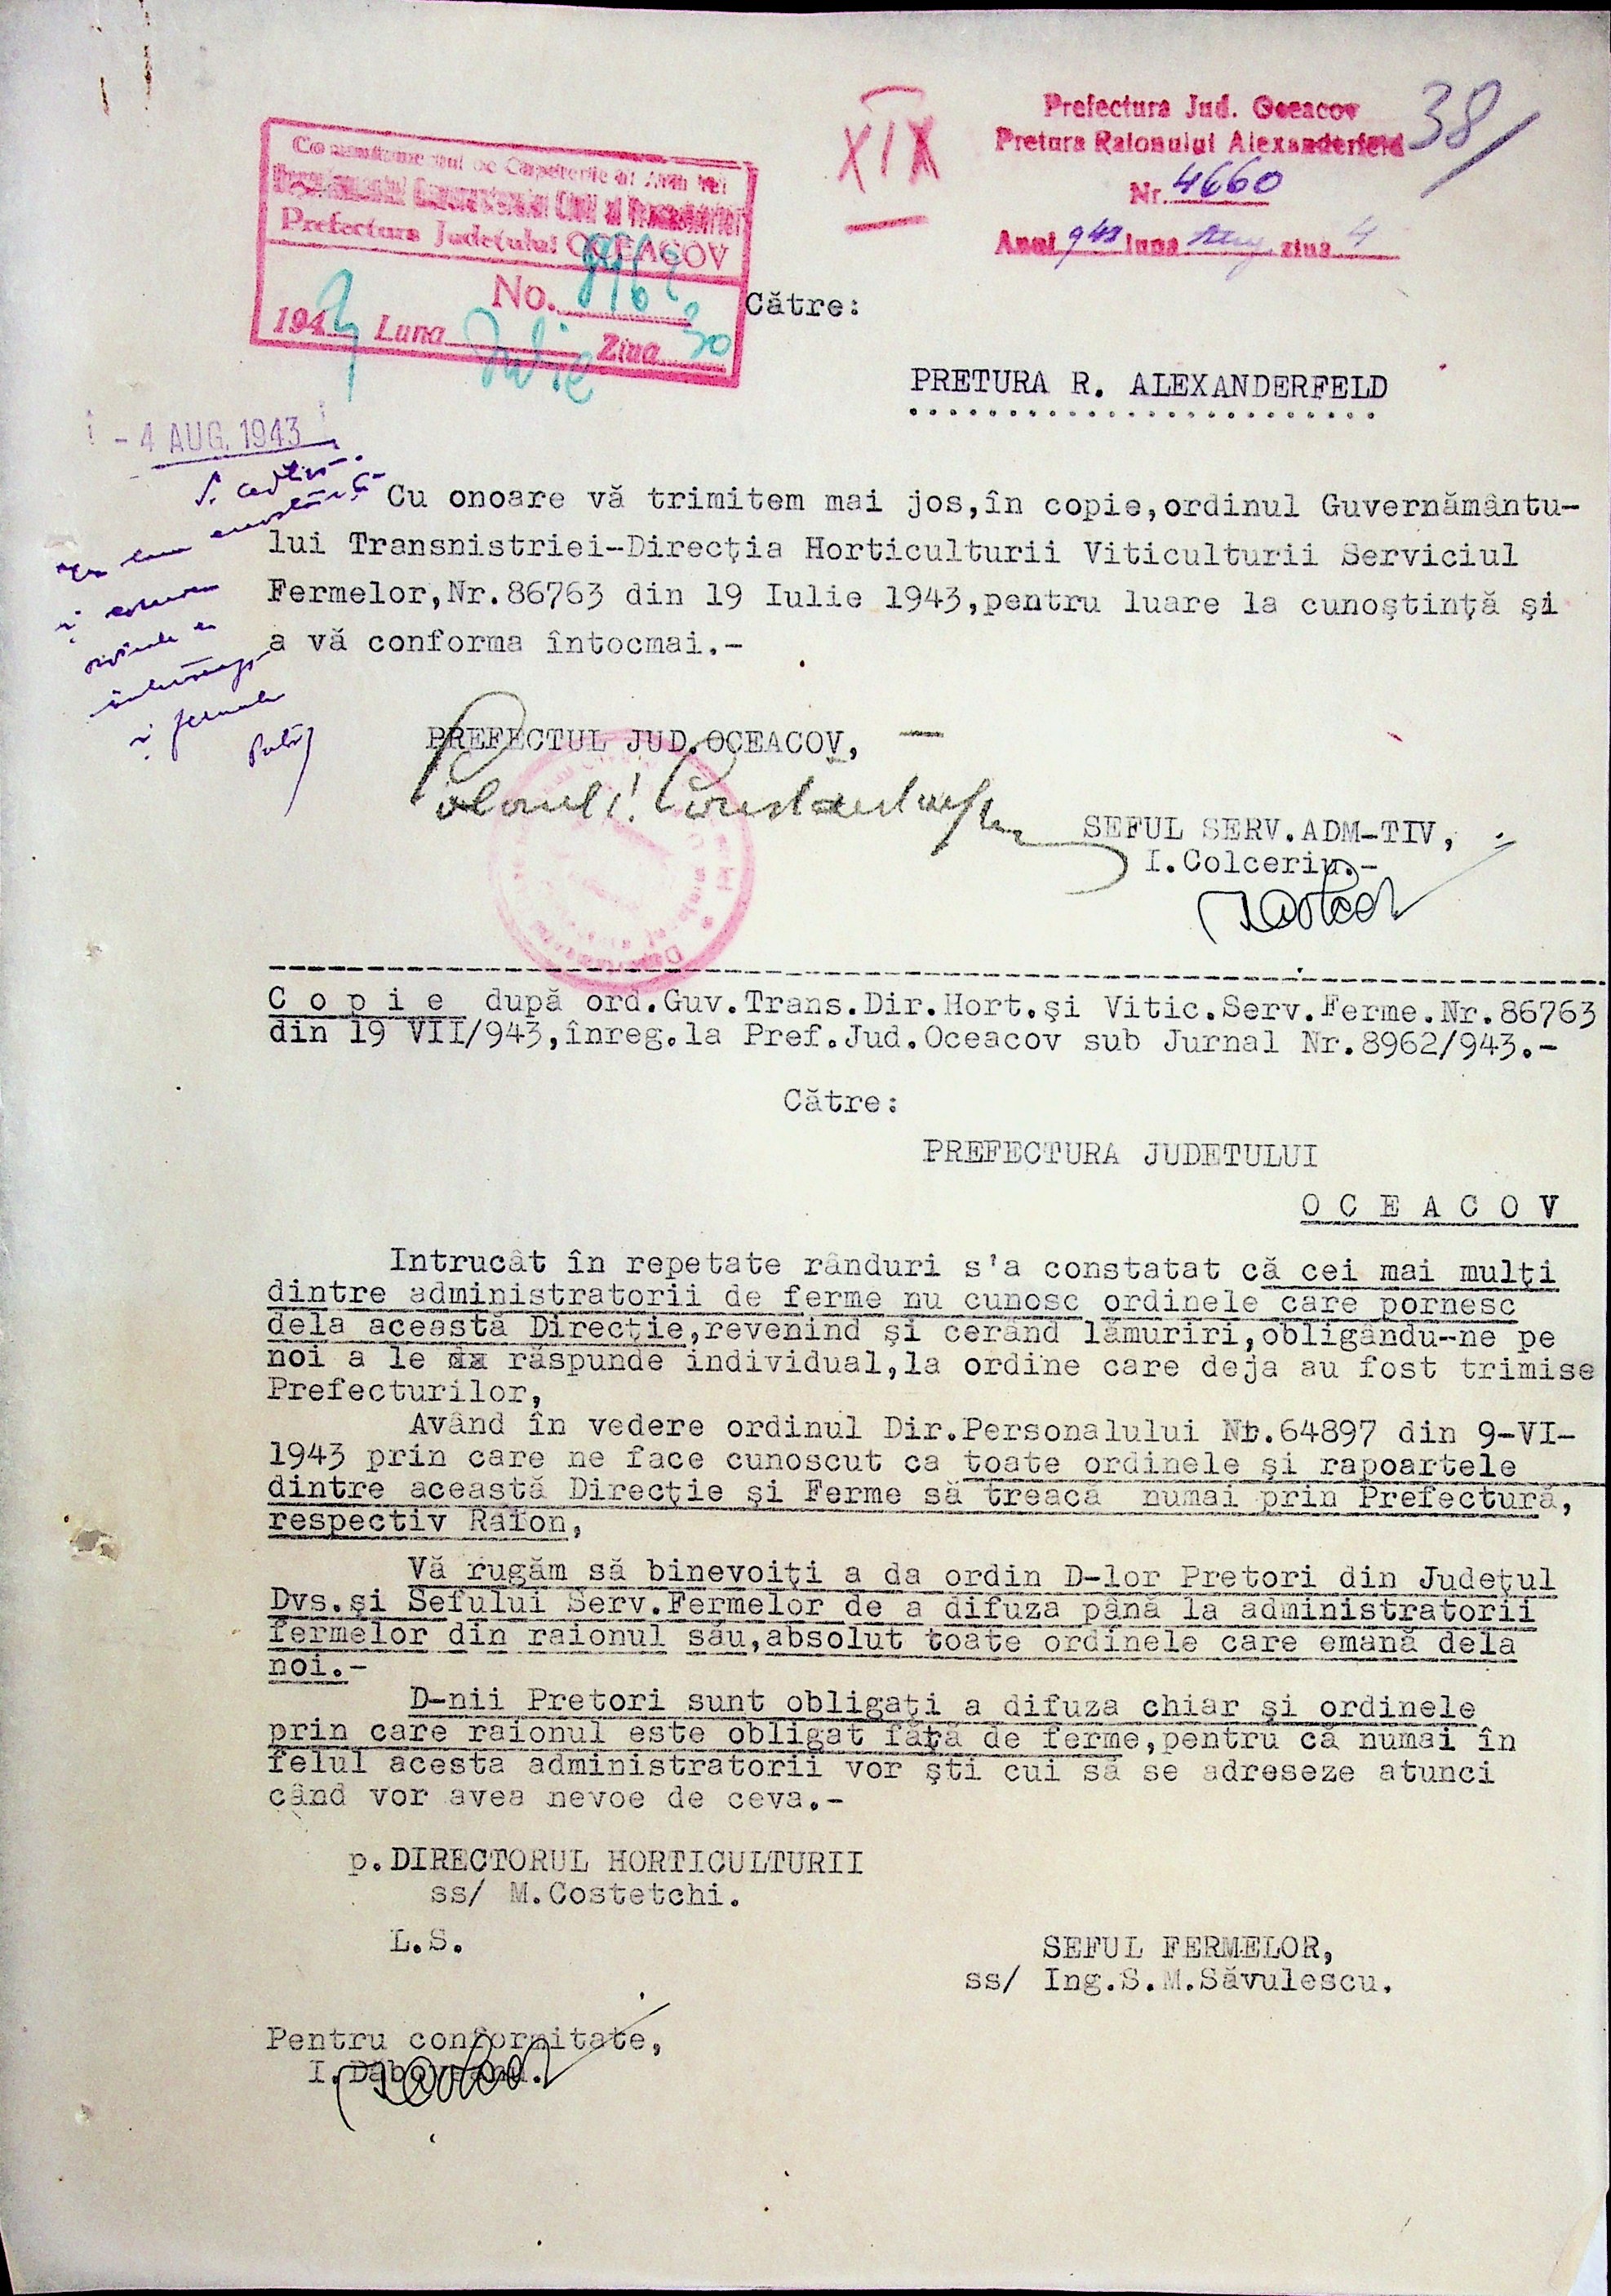 Prefectura Jud. Oceacov
Pretura Raionului Alexanderfeld
38/
XIX
Nr. 4660
Anul 943 luna Aug ziua 4
Prefectura Județului OCEACOV
No. 8962
1943 Luna Iulie Ziua 30
Către:
PRETURA R. ALEXANDERFELD
- 4 AUG. 1943
Cu onoare vă trimitem mai jos,în copie,ordinul Guvernământu-
lui Transnistriei-Direcţia Horticulturii Viticulturii Serviciul
Fermelor,Nr.86763 din 19 Iulie 1943,pentru luare la cunoştinţă şi
a vă conforma întocmai.-
PREFECTUL JUD.OCEACOV,
SEFUL SERV.ADM-TIV,
I.Colceriu.-
C o p i e după ord.Guv.Trans.Dir.Hort.şi Vitic.Serv.Ferme.Nr.86763
din 19 VII/943,înreg.la Pref.Jud.Oceacov sub Jurnal Nr.8962/943.-
Către:
PREFECTURA JUDETULUI
O C E A C O V
Intrucât în repetate rânduri s'a constatat că cei mai mulţi
dintre administratorii de ferme nu cunosc ordinele care pornesc
dela această Direcţie,revenind şi cerând lămuriri,obligându-ne pe
noi a le răspunde individual,la ordine care deja au fost trimise
Prefecturilor,
Având în vedere ordinul Dir.Personalului Nr.64897 din 9-VI-
1943 prin care ne face cunoscut ca toate ordinele şi rapoartele
dintre această Direcţie şi Ferme să treacă numai prin Prefectură,
respectiv Raion,
Vă rugăm să binevoiţi a da ordin D-lor Pretori din Judeţul
Dvs.şi Sefului Serv.Fermelor de a difuza până la administratorii
fermelor din raionul său,absolut toate ordinele care emană dela
noi.-
D-nii Pretori sunt obligaţi a difuza chiar şi ordinele
prin care raionul este obligat faţă de ferme,pentru că numai în
felul acesta administratorii vor şti cui să se adreseze atunci
când vor avea nevoe de ceva.-
p.DIRECTORUL HORTICULTURII
ss/ M.Costetchi.
L.S.
SEFUL FERMELOR,
ss/ Ing.S.M.Săvulescu.
Pentru conformitate,